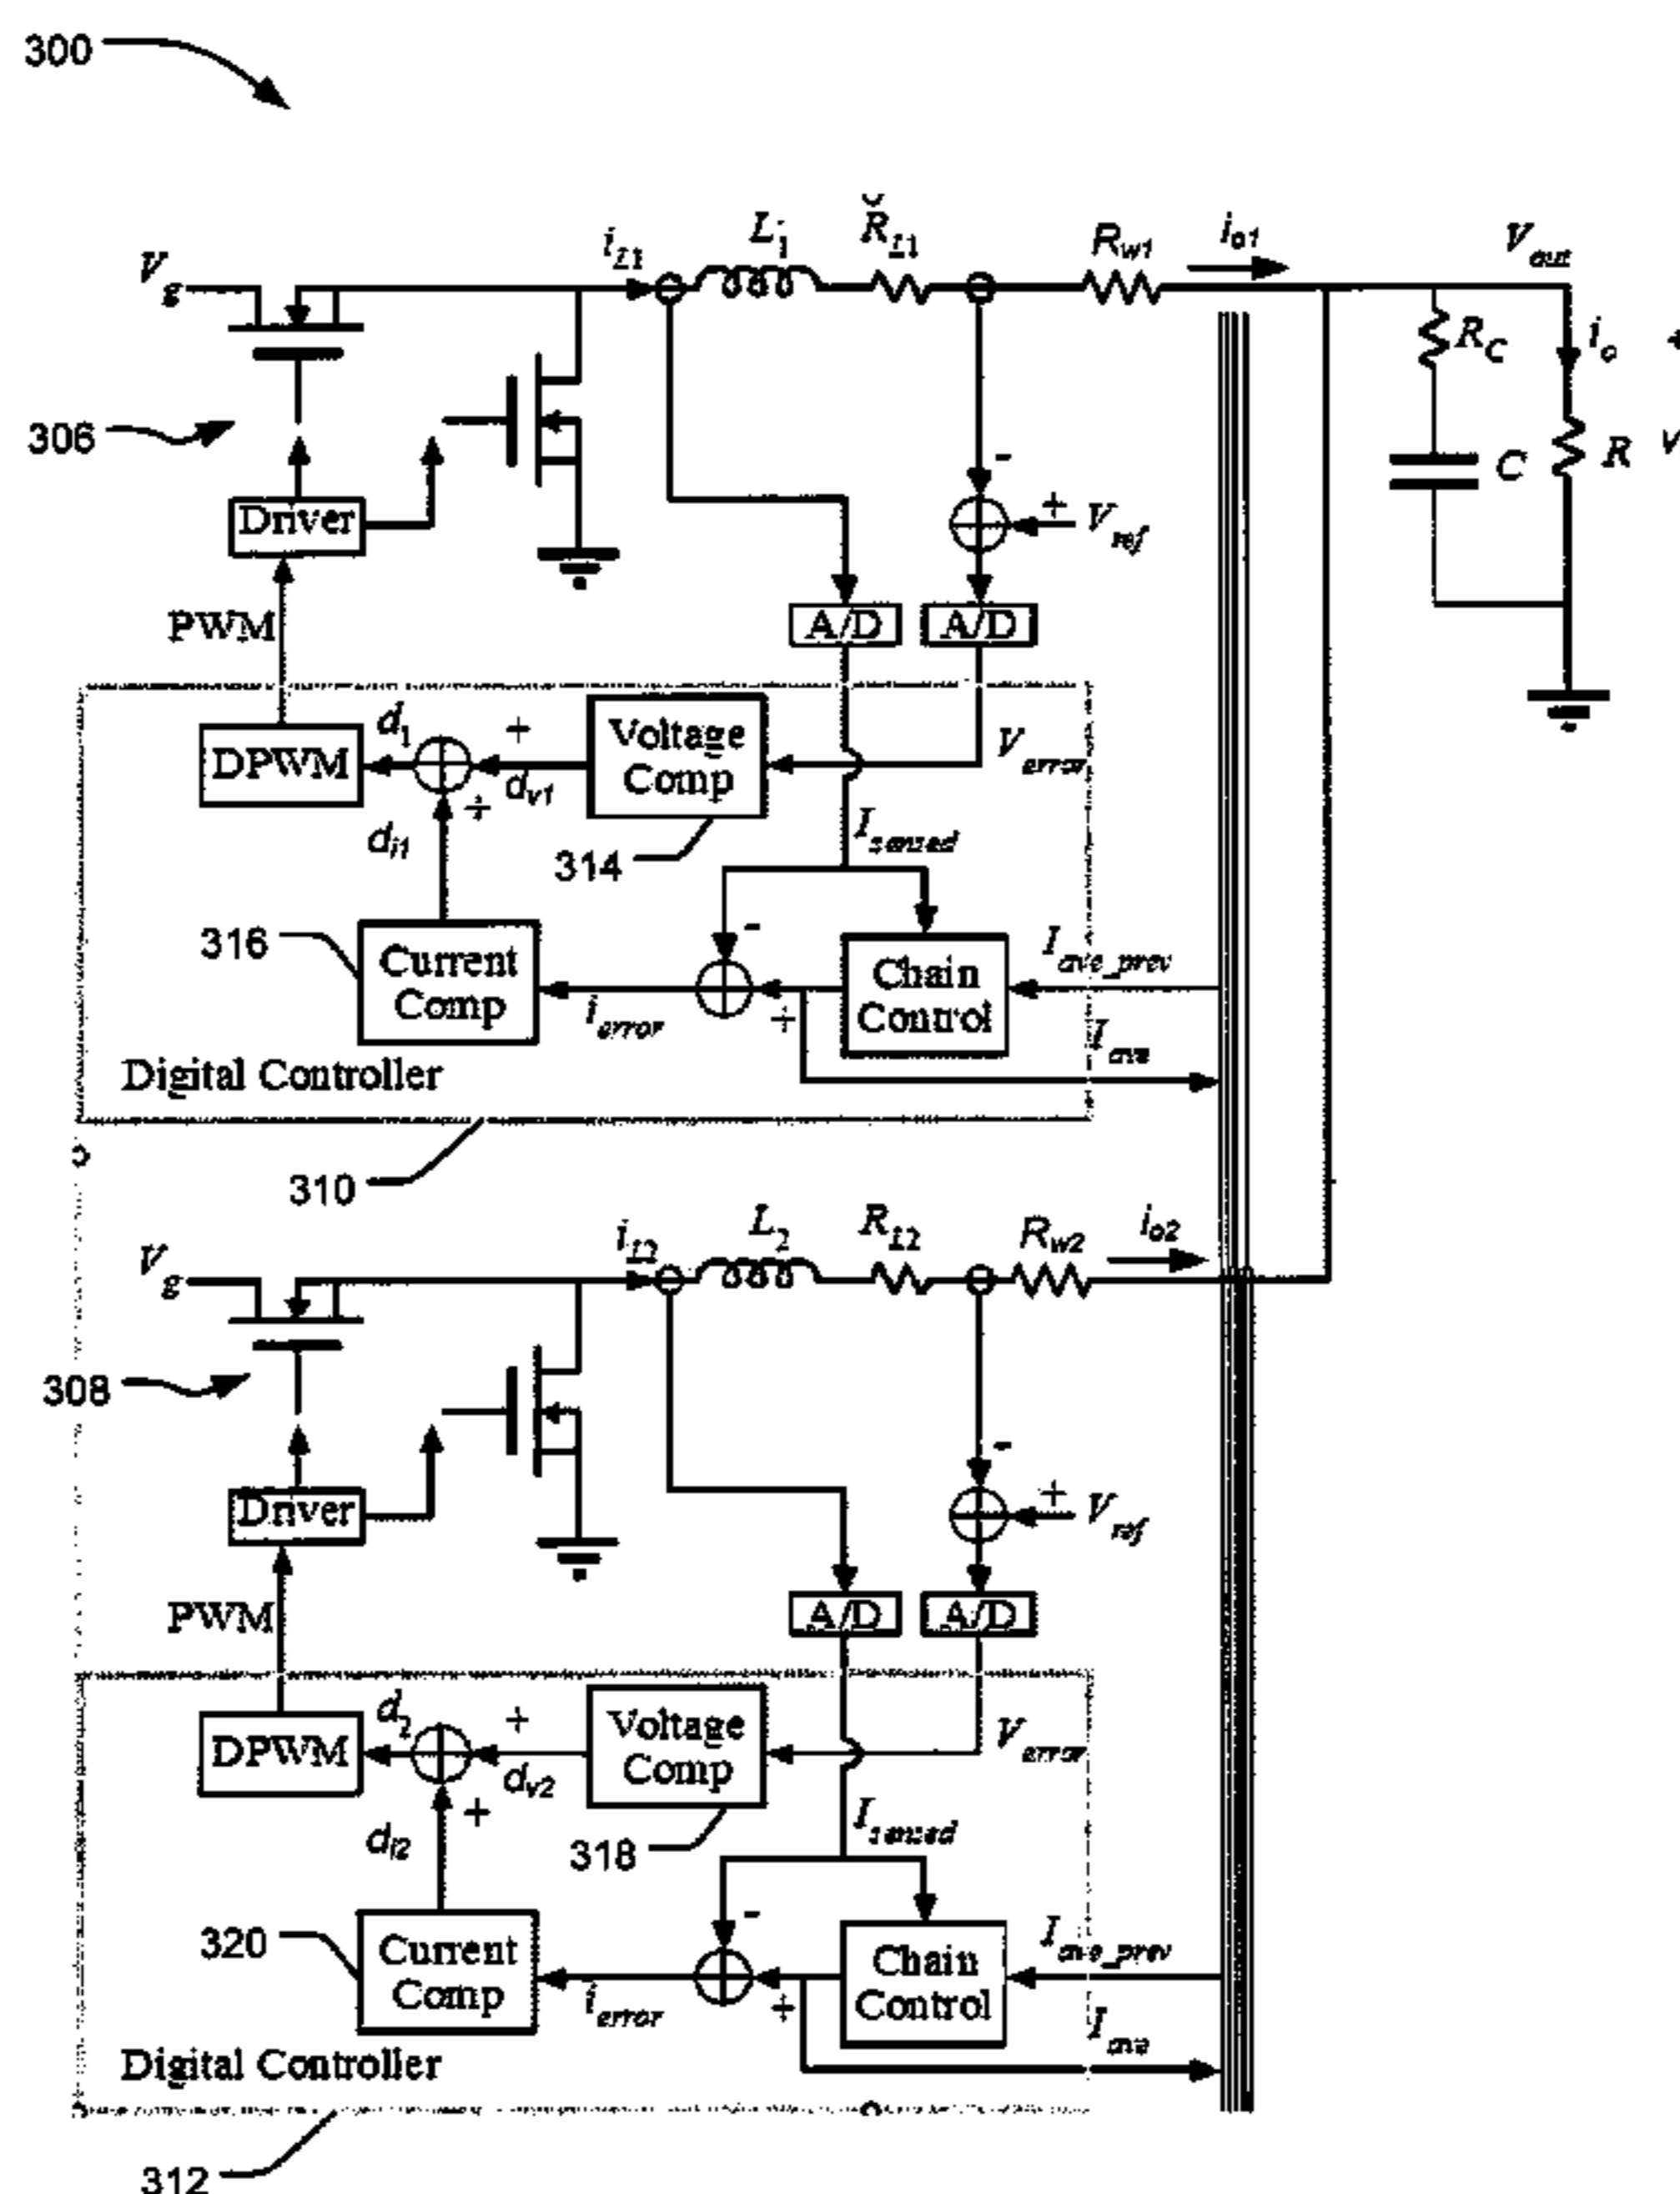 300
i_L1 L_1 R_L1 R_w1 i_o1 V_out
V_g
R_C i_o +
306
C R V
Driver
+ V_ref
-
PWM
A/D A/D
d_1 + Voltage Comp V_error
DPWM
d_v1
+
d_i1
314
I_sensed
316
Current Comp
-
Chain Control
I_ave_prev
i_error
+
I_ave
Digital Controller
310
i_L2 L_2 R_L2 R_w2 i_o2
V_g
308
-
Driver
+ V_ref
PWM
A/D A/D
d_2 + Voltage Comp V_error
DPWM
d_v2
+
d_i2
318
I_sensed
320
Current Comp
-
Chain Control
I_ave_prev
i_error
+
I_ave
Digital Controller
312